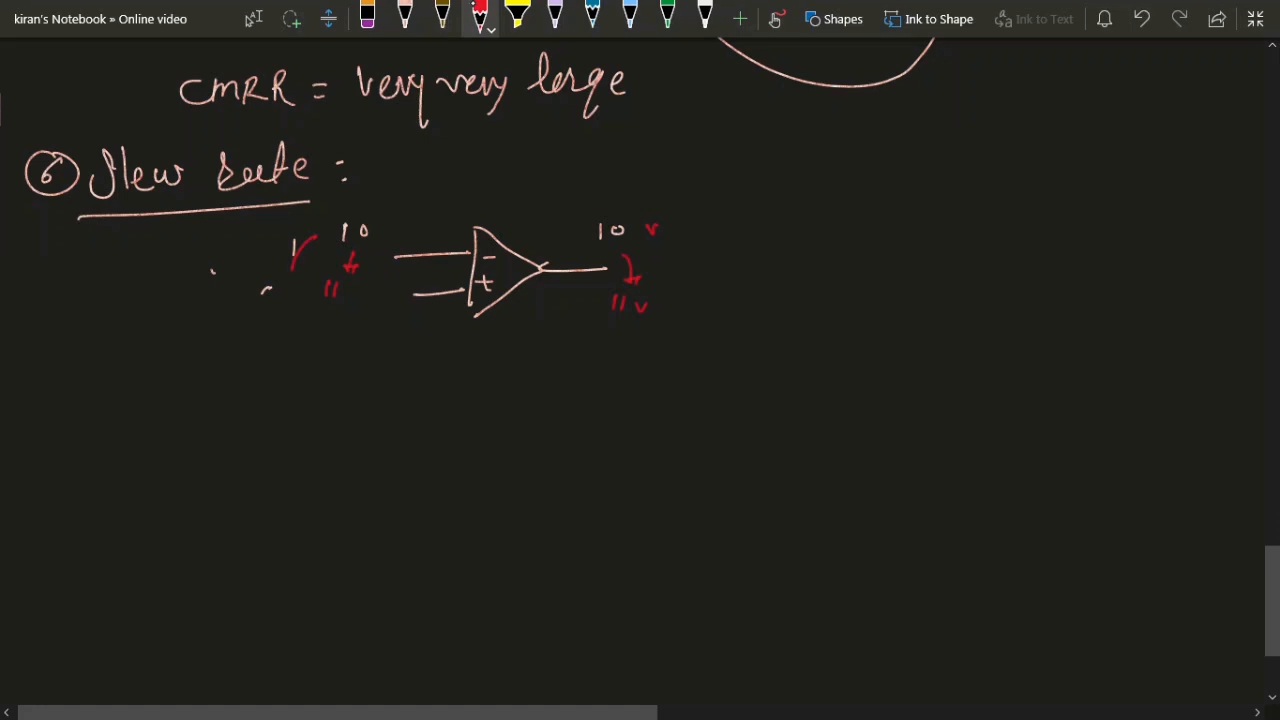 kiran's Notebook » Online video
Shapes
Ink to Shape
Ink to Text
CMRR = very very large
6 Slew rate :
1 10 10 v
- 
+
11 11 v